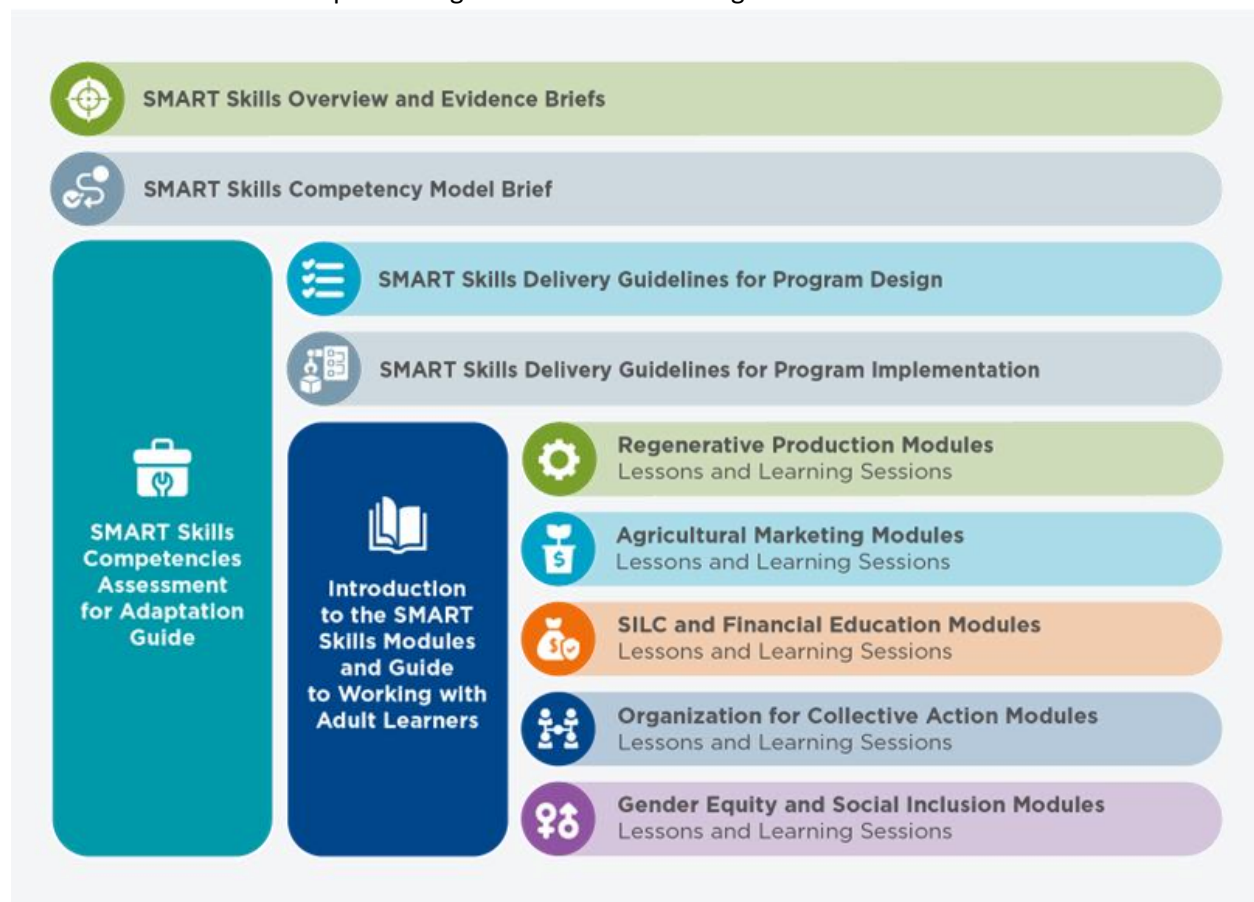 SMART Skills Overview and Evidence Briefs
SMART Skills Competency Model Brief
SMART Skills Delivery Guidelines for Program Design
SMART Skills Delivery Guidelines for Program Implementation
SMART Skills
Competencies
Assessment
for Adaptation
Guide
Introduction
to the SMART
Skills Modules
and Guide
to Working with
Adult Learners
Regenerative Production Modules
Lessons and Learning Sessions
Agricultural Marketing Modules
Lessons and Learning Sessions
SILC and Financial Education Modules
Lessons and Learning Sessions
Organization for Collective Action Modules
Lessons and Learning Sessions
Gender Equity and Social Inclusion Modules
Lessons and Learning Sessions